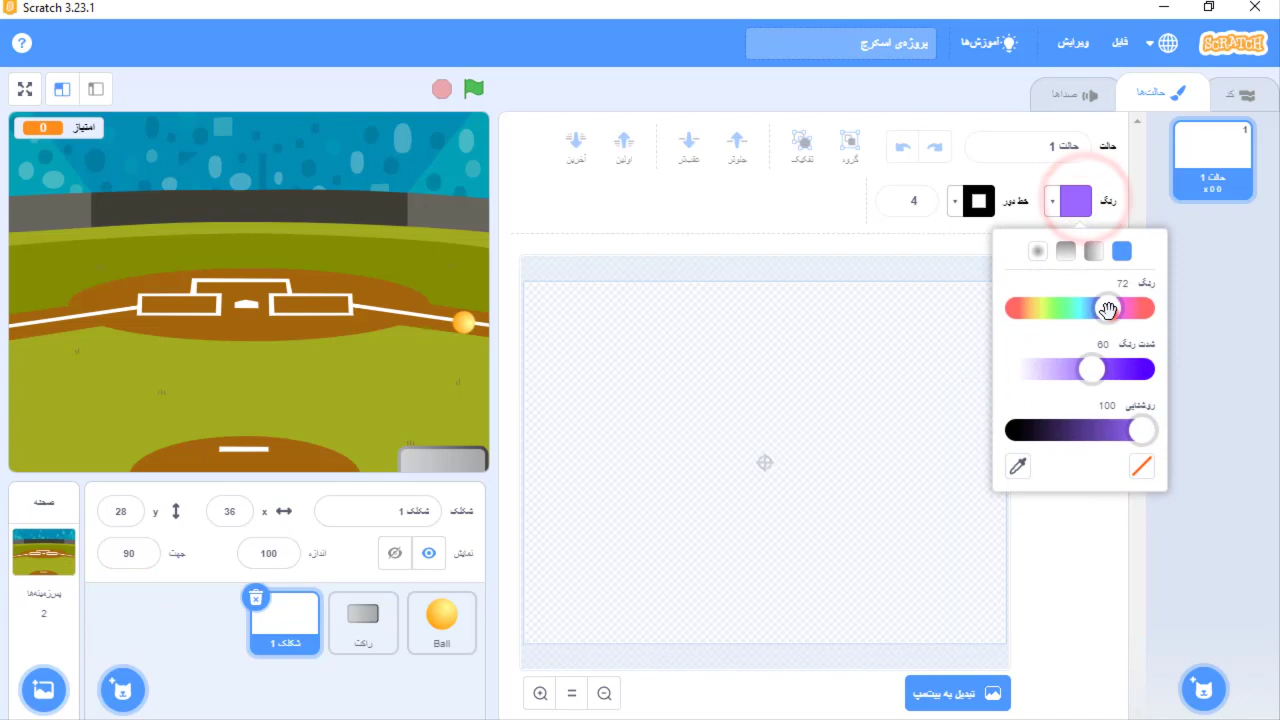 Scratch 3.23.1
SCRATCH
فایل
ویرایش
آموزش‌ها
پروژه‌ی اسکرچ
کد
حالت‌ها
صداها
امتیاز 0
حالت
حالت 1
گروه
تفکیک
جلوتر
عقب‌تر
اولین
آخرین
رنگ
خط دور
4
رنگ 72
شدت رنگ 60
روشنایی 100
1
حالت 1
0 x 0
تبدیل به بیت‌مپ
شکلک
شکلک 1
x
36
y
28
نمایش
اندازه
100
جهت
90
Ball
راکت
شکلک 1
صحنه
پس‌زمینه‌ها
2